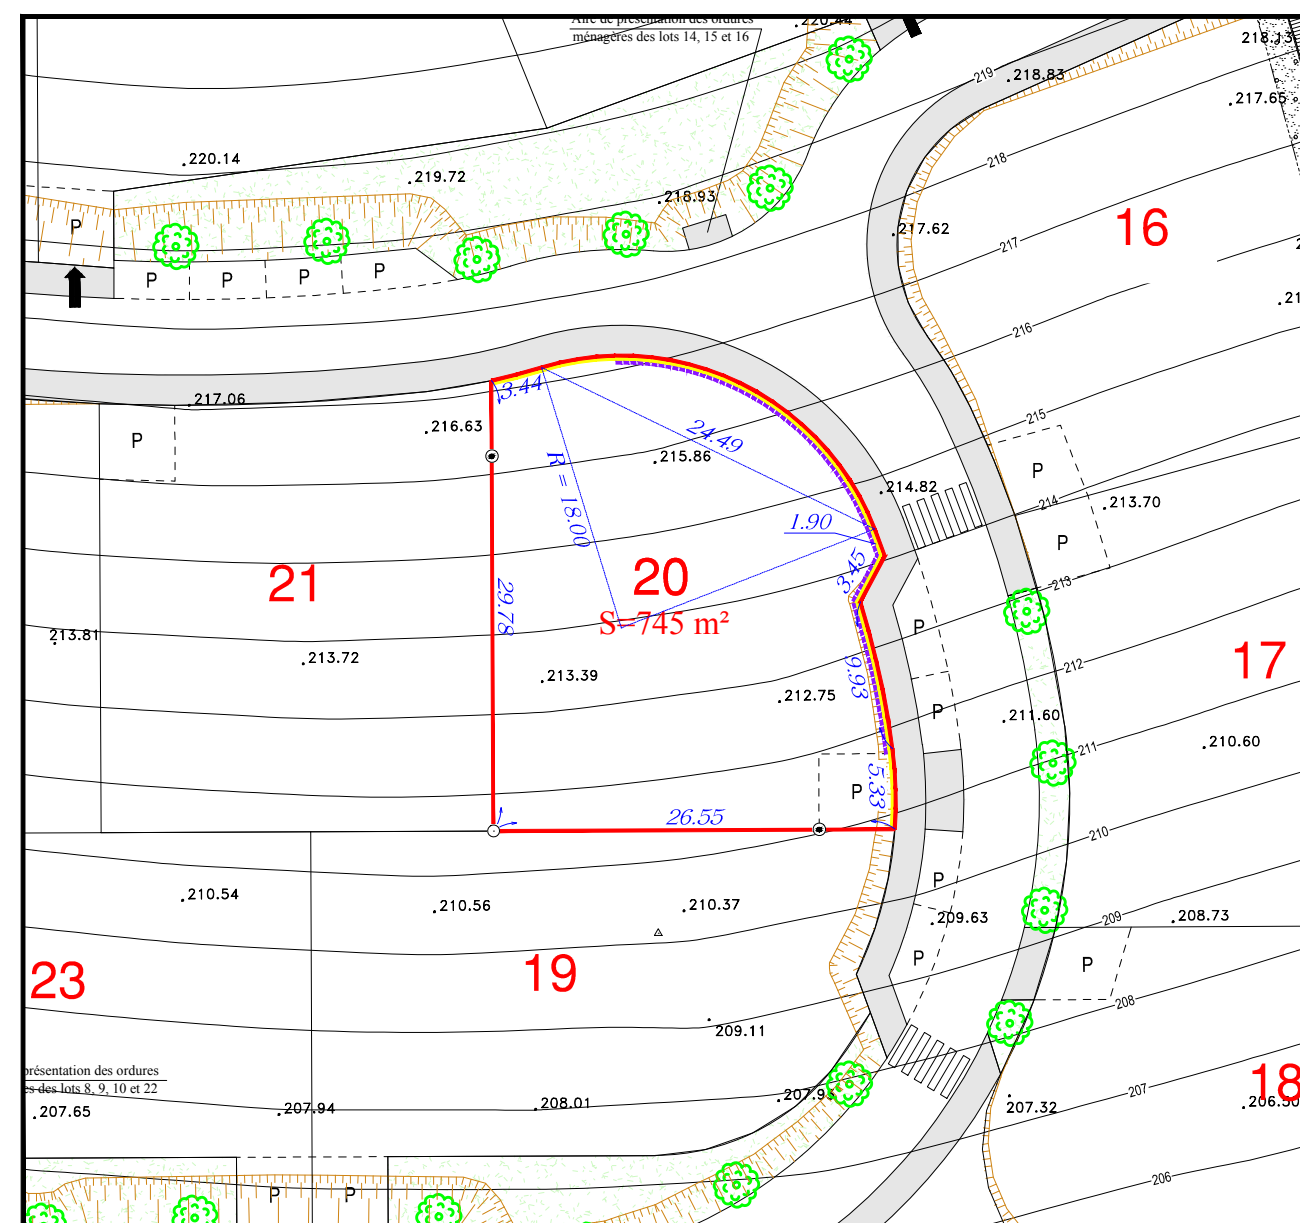 Aire de présentation des ordures
ménagères des lots 14, 15 et 16
220.44
218.13
219
218.83
217.65
220.14
218
219.72
218.93
P
217.62
16
217
P
P
P
P
21
216
217.06
3.44
216.63
24.49
215
P
215.86
R = 18.00
214.82
P
214
213.70
1.90
P
21
20
3.45
213
29.78
S=745 m²
P
213.81
213.72
213.39
9.93
212
17
212.75
P
211.60
210.60
211
5.33
P
26.55
210
P
210.54
210.56
210.37
209.63
209
208.73
23
19
P
P
208
209.11
présentation des ordures
es des lots 8, 9, 10 et 22
207
18
207.65
207.94
208.01
207.32
P
P
206